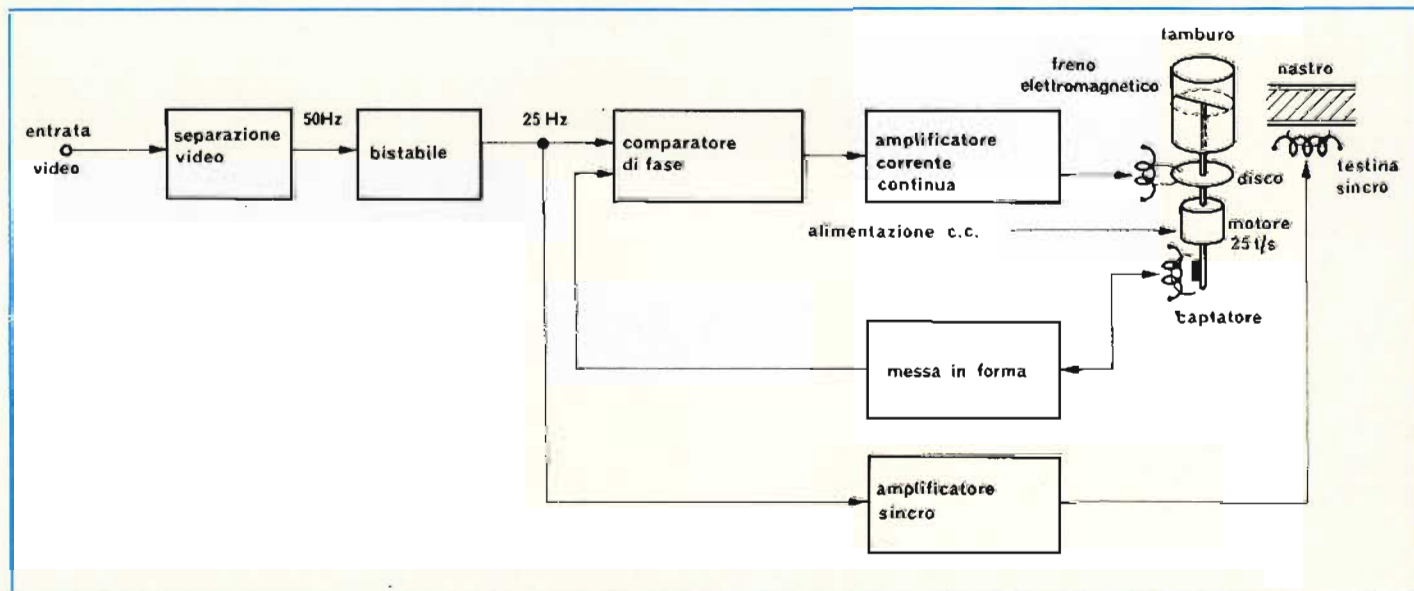 tamburo
freno
elettromagnetico
nastro
entrata
video
separazione
video
50Hz
bistabile
25 Hz
comparatore
di fase
amplificatore
corrente
continua
disco
testina
sincro
alimentazione c.c.
motore
25 t/s
captatore
messa in forma
amplificatore
sincro